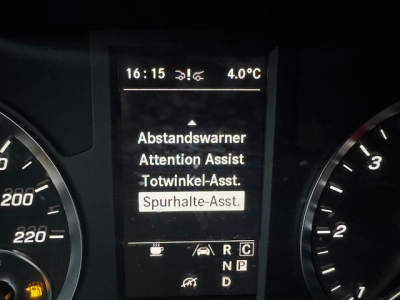 16:15 4.0°C
Abstandswarner
Attention Assist
Totwinkel-Asst.
Spurhalte-Asst.
R C
N P
D
200
220
3
2
1